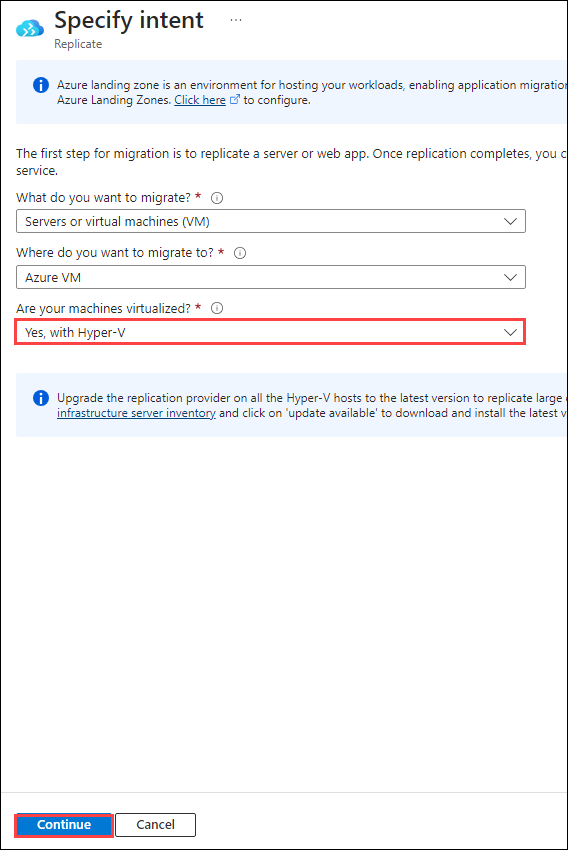 Specify intent ...
Replicate
Azure landing zone is an environment for hosting your workloads, enabling application migration
Azure Landing Zones. Click here to configure.
The first step for migration is to replicate a server or web app. Once replication completes, you c
service.
What do you want to migrate? *
Servers or virtual machines (VM)
Where do you want to migrate to? *
Azure VM
Are your machines virtualized? *
Yes, with Hyper-V
Upgrade the replication provider on all the Hyper-V hosts to the latest version to replicate large
infrastructure server inventory and click on 'update available' to download and install the latest v
Continue
Cancel